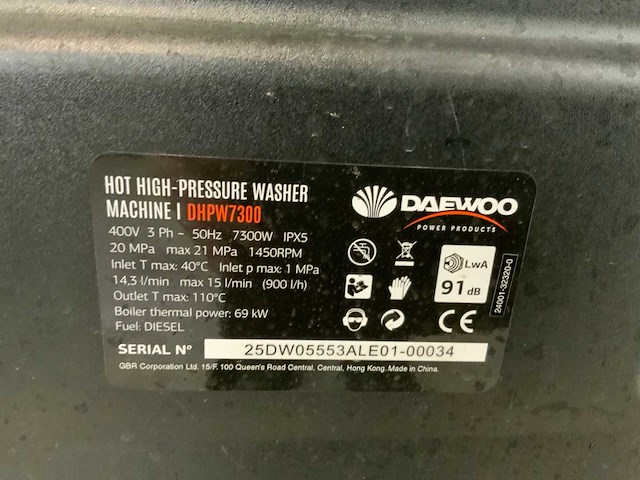 HOT HIGH-PRESSURE WASHER
MACHINE I DHPW7300
400V 3 Ph ~ 50Hz 7300W IPX5
20 MPa max 21 MPa 1450RPM
Inlet T max: 40°C Inlet p max: 1 MPa
14,3 l/min max 15 l/min (900 l/h)
Outlet T max: 110°C
Boiler thermal power: 69 kW
Fuel: DIESEL
DAEWOO
POWER PRODUCTS
LwA
91 dB
CE
24001-32320-0
SERIAL Nº 25DW05553ALE01-00034
GBR Corporation Ltd. 15/F, 100 Queen's Road Central, Central, Hong Kong. Made in China.